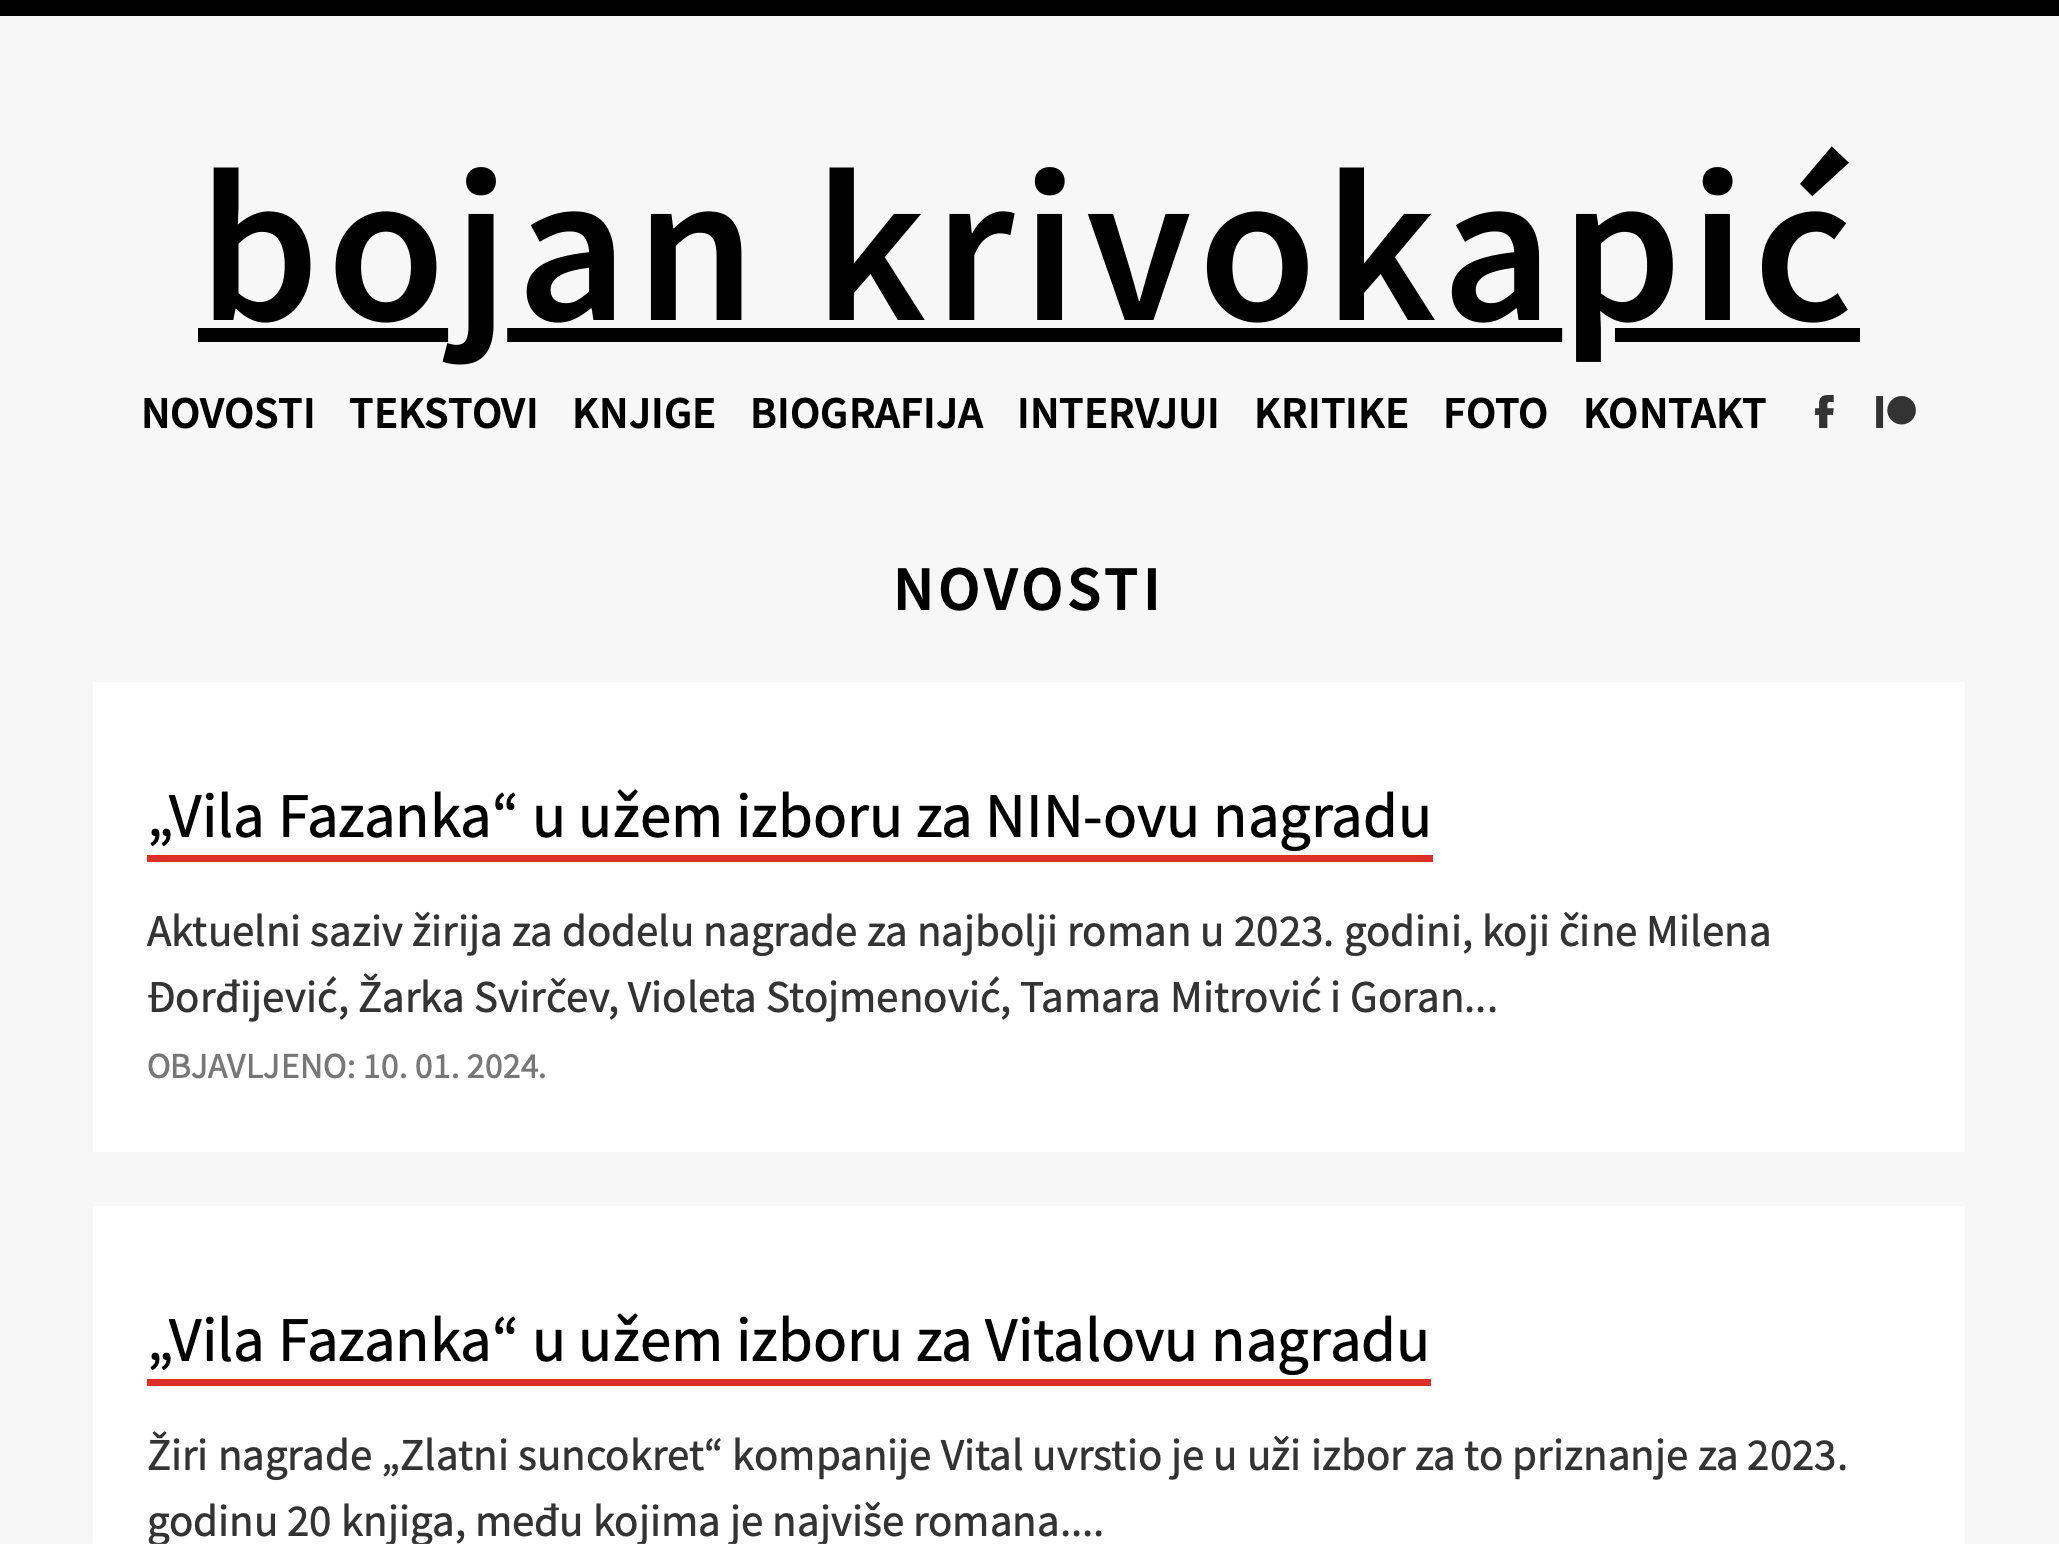 bojan krivokapić
NOVOSTI TEKSTOVI KNJIGE BIOGRAFIJA INTERVJUI KRITIKE FOTO KONTAKT
NOVOSTI
„Vila Fazanka“ u užem izboru za NIN-ovu nagradu
Aktuelni saziv žirija za dodelu nagrade za najbolji roman u 2023. godini, koji čine Milena
Đorđijević, Žarka Svirčev, Violeta Stojmenović, Tamara Mitrović i Goran...
OBJAVLJENO: 10. 01. 2024.
„Vila Fazanka“ u užem izboru za Vitalovu nagradu
Žiri nagrade „Zlatni suncokret“ kompanije Vital uvrstio je u uži izbor za to priznanje za 2023.
godinu 20 knjiga, među kojima je najviše romana....